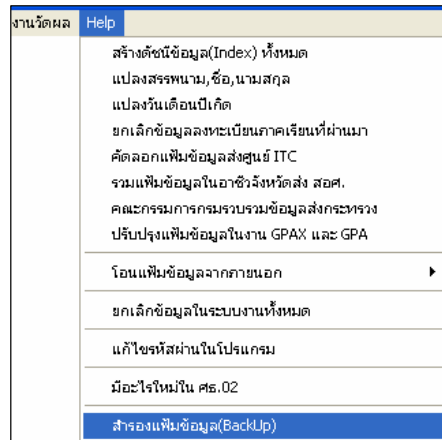 งานวัดผล Help
สร้างดัชนีข้อมูล(Index) ทั้งหมด
แปลงสรรพนาม,ชื่อ,นามสกุล
แปลงวันเดือนปีเกิด
ยกเลิกข้อมูลลงทะเบียนภาคเรียนที่ผ่านมา
คัดลอกแฟ้มข้อมูลส่งศูนย์ ITC
รวมแฟ้มข้อมูลในอาชีวจังหวัดส่ง สอศ.
คณะกรรมการกรมรวบรวมข้อมูลส่งกระทรวง
ปรับปรุงแฟ้มข้อมูลในงาน GPAX และ GPA
โอนแฟ้มข้อมูลจากภายนอก
ยกเลิกข้อมูลในระบบงานทั้งหมด
แก้ไขรหัสผ่านในโปรแกรม
มีอะไรใหม่ใน ศธ.02
สำรองแฟ้มข้อมูล(BackUp)